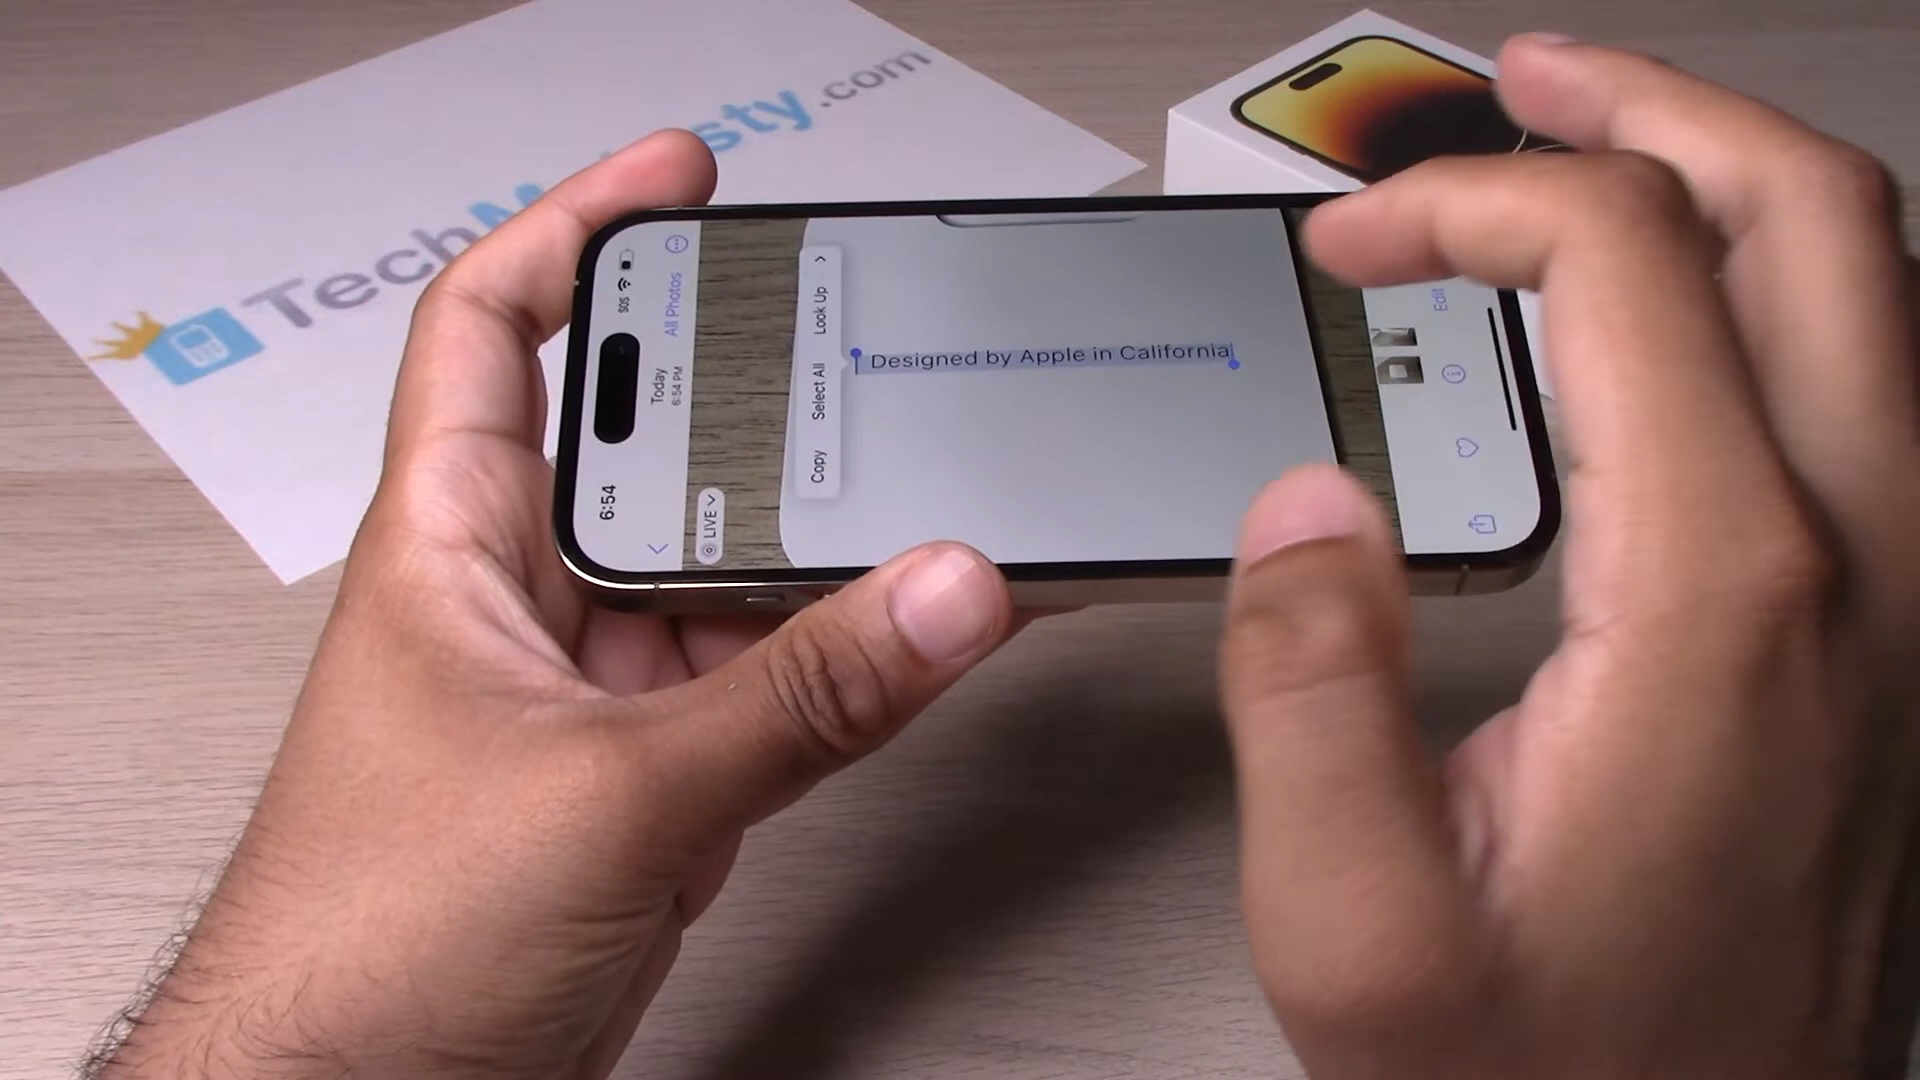 .com
6:54
SOS
Today
6:54 PM
All Photos
LIVE
Copy
Select All
Look Up
Designed by Apple in California
Edit